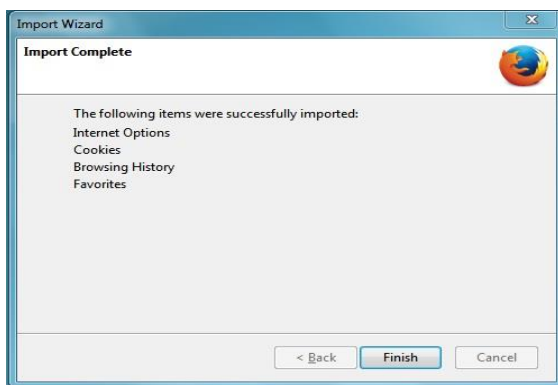 Import Wizard
Import Complete
The following items were successfully imported:
Internet Options
Cookies
Browsing History
Favorites
< Back
Finish
Cancel